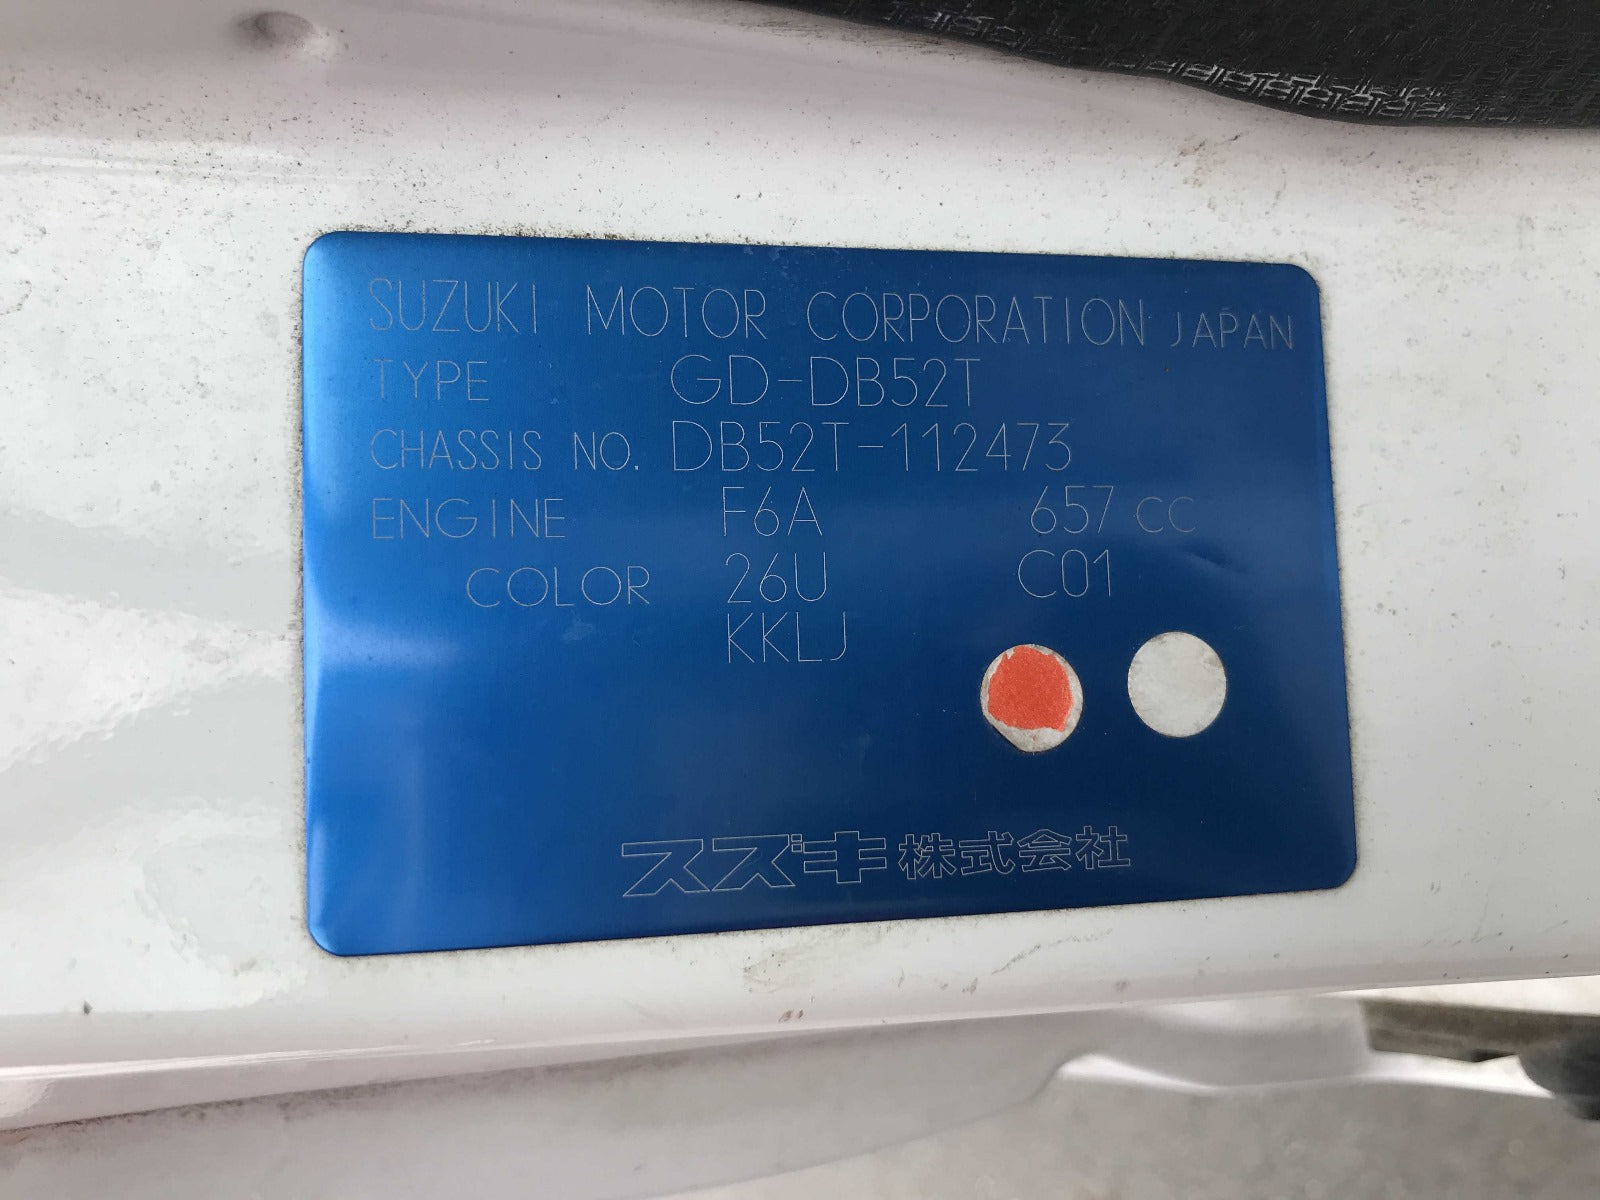 SUZUKI MOTOR CORPORATION JAPAN
TYPE GD-DB52T
CHASSIS NO. DB52T-112473
ENGINE F6A 657 CC
COLOR 26U C01
KKLJ
スズキ株式会社